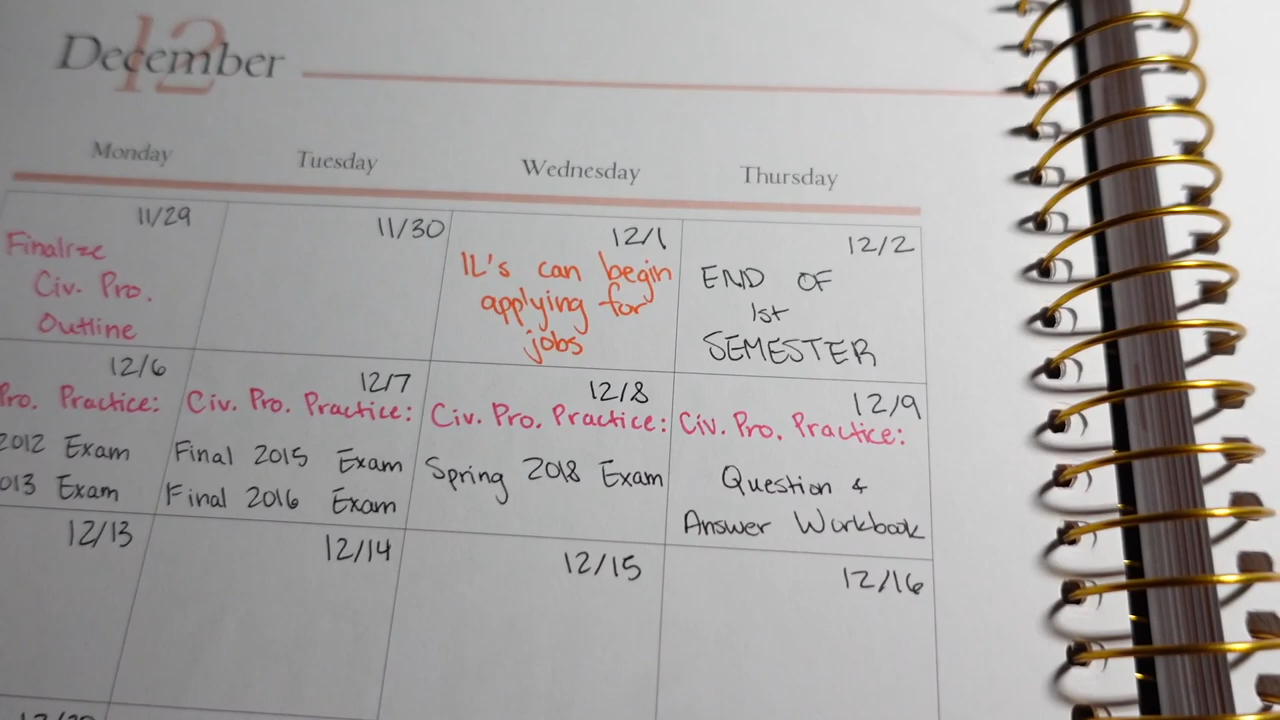 December
12
Monday Tuesday Wednesday Thursday
11/29
Finalize
Civ. Pro.
Outline
11/30
12/1
1L's can begin
applying for
jobs
12/2
END OF
1st
SEMESTER
12/6
Pro. Practice:
2012 Exam
013 Exam
12/7
Civ. Pro. Practice:
Final 2015 Exam
Final 2016 Exam
12/8
Civ. Pro. Practice:
Spring 2018 Exam
12/9
Civ. Pro. Practice:
Question &
Answer Workbook
12/13
12/14
12/15
12/16